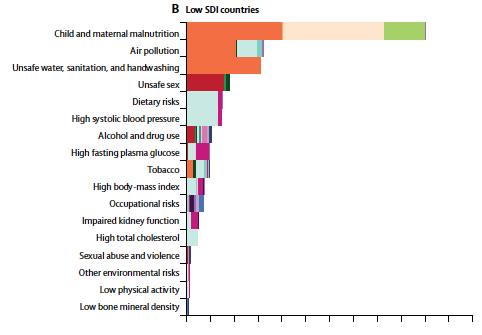 B Low SDI countries
Child and maternal malnutrition
Air pollution
Unsafe water, sanitation, and handwashing
Unsafe sex
Dietary risks
High systolic blood pressure
Alcohol and drug use
High fasting plasma glucose
Tobacco
High body-mass index
Occupational risks
Impaired kidney function
High total cholesterol
Sexual abuse and violence
Other environmental risks
Low physical activity
Low bone mineral density